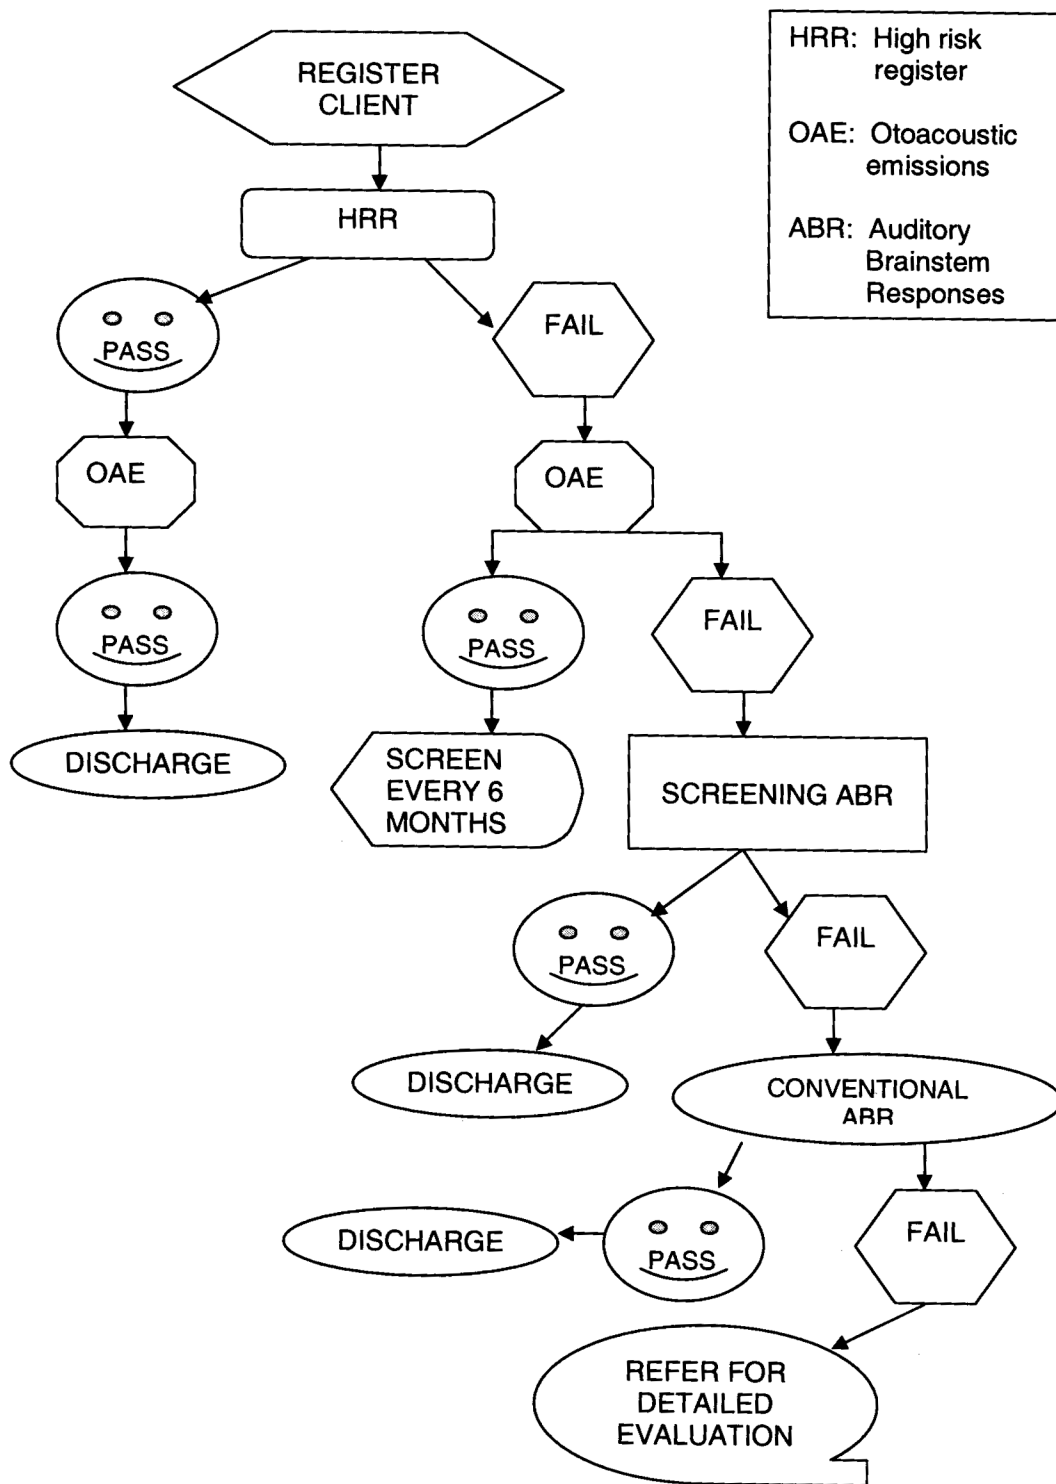 REGISTER
CLIENT
HRR: High risk
register
OAE: Otoacoustic
emissions
ABR: Auditory
Brainstem
Responses
HRR
PASS
FAIL
OAE
OAE
PASS
PASS
FAIL
DISCHARGE
SCREEN
EVERY 6
MONTHS
SCREENING ABR
PASS
FAIL
DISCHARGE
CONVENTIONAL
ABR
DISCHARGE
PASS
FAIL
REFER FOR
DETAILED
EVALUATION